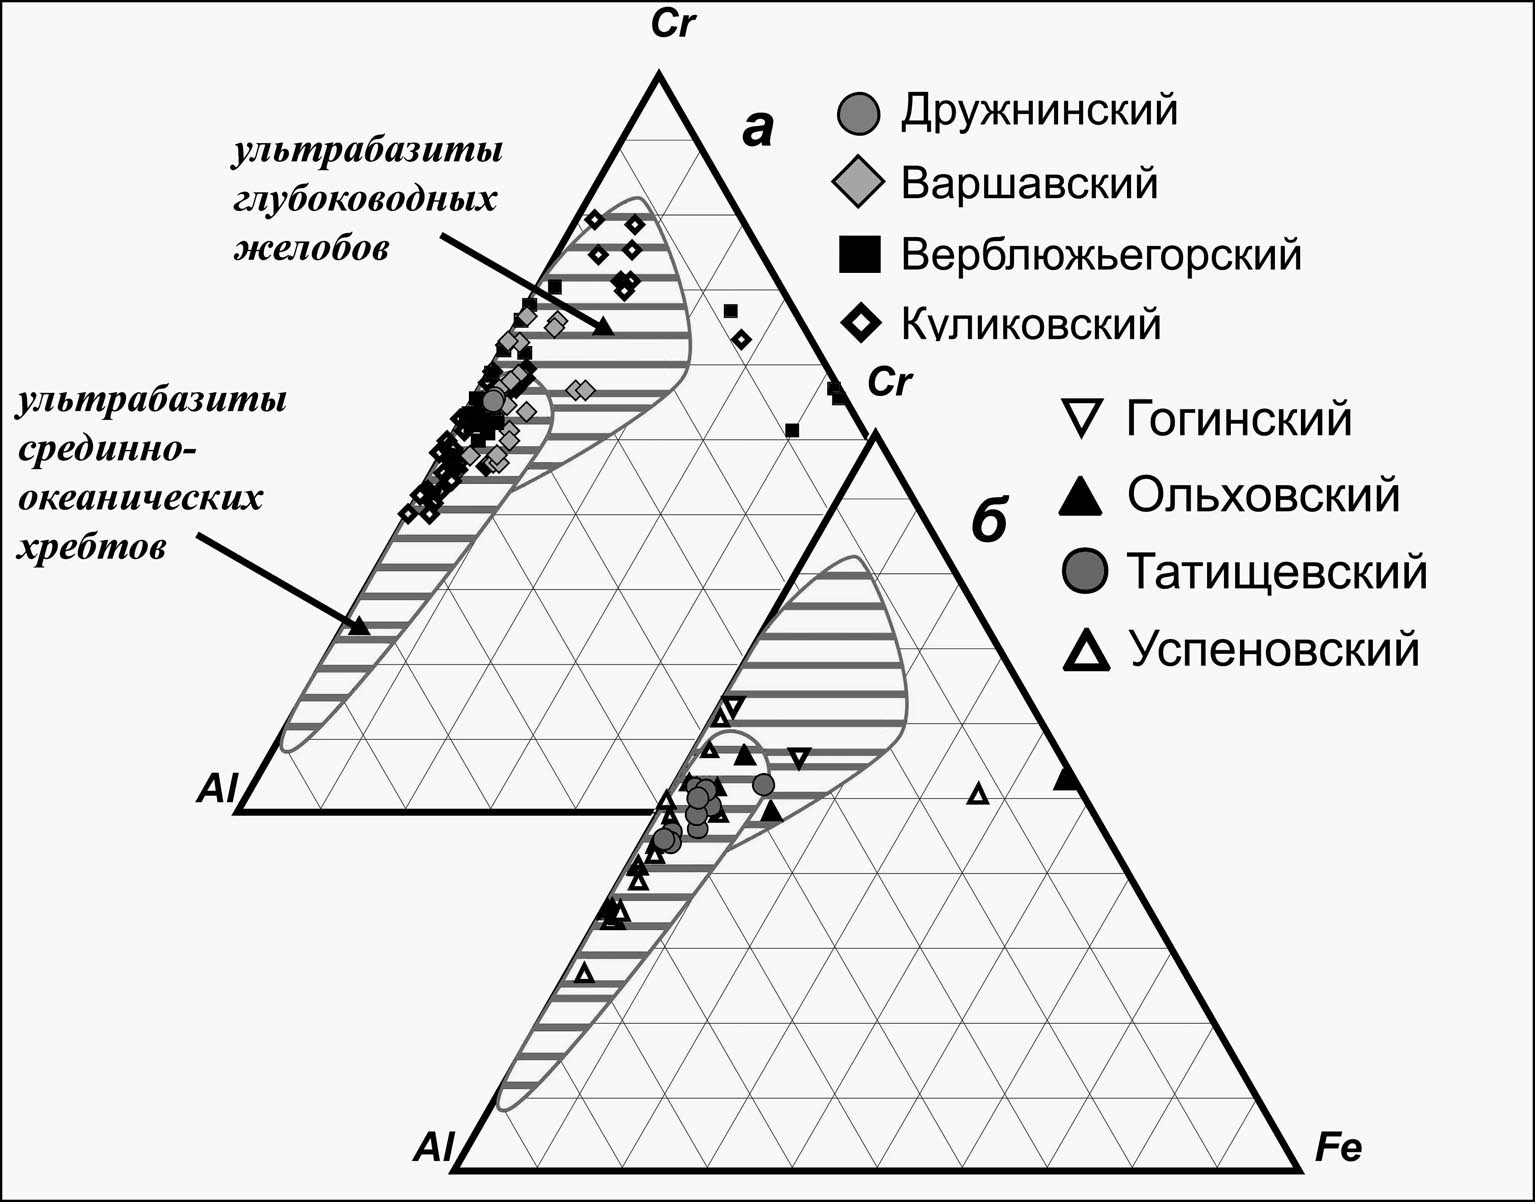 Cr
а
ультрабазиты
глубоководных
желобов
Дружнинский
Варшавский
Верблюжьегорский
Куликовский
ультрабазиты
срединно-
океанических
хребтов
Al
Cr
б
Гогинский
Ольховский
Татищевский
Успеновский
Al
Fe